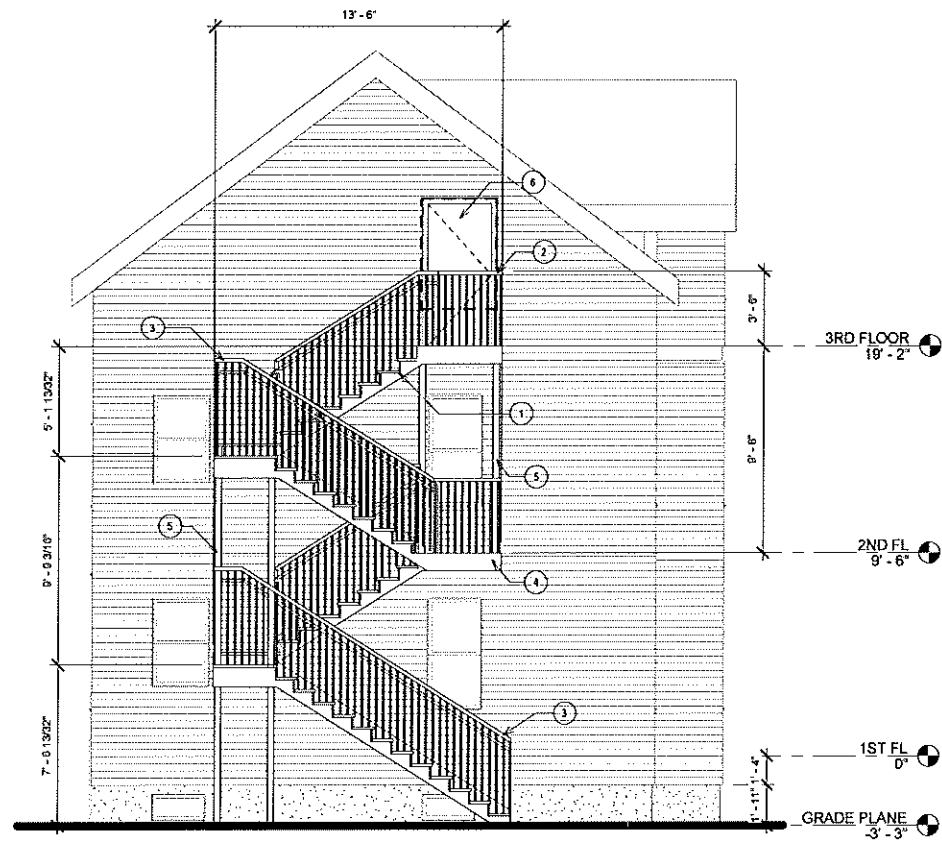 13' - 6"
6
2
3
3' - 6"
3RD FLOOR
19' - 2"
5' - 1 13/32"
1
9' - 6"
5
5
2ND FL
9' - 6"
4
9' - 9 3/16"
3
7' - 0 13/32"
1ST FL
0"
1' - 4"
1' - 11"
GRADE PLANE
-3' - 3"